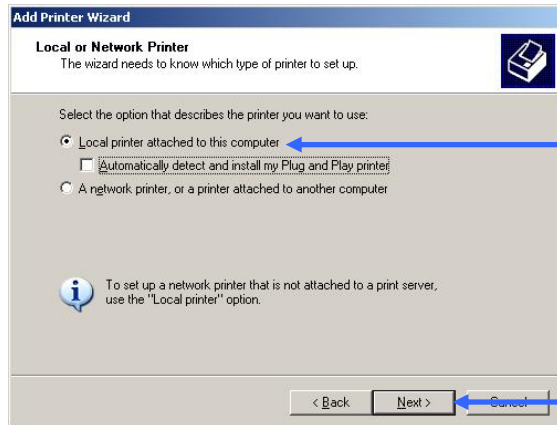 Add Printer Wizard
Local or Network Printer
The wizard needs to know which type of printer to set up.
Select the option that describes the printer you want to use:
Local printer attached to this computer
Automatically detect and install my Plug and Play printer
A network printer, or a printer attached to another computer
To set up a network printer that is not attached to a print server,
use the "Local printer" option.
< Back Next > Cancel